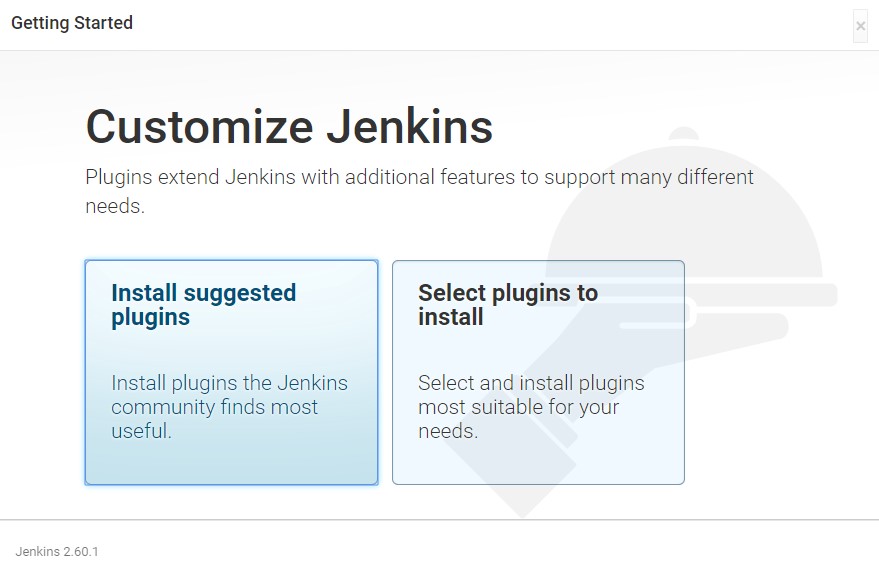 Getting Started
×
Customize Jenkins
Plugins extend Jenkins with additional features to support many different
needs.
Install suggested
plugins
Install plugins the Jenkins
community finds most
useful.
Select plugins to
install
Select and install plugins
most suitable for your
needs.
Jenkins 2.60.1